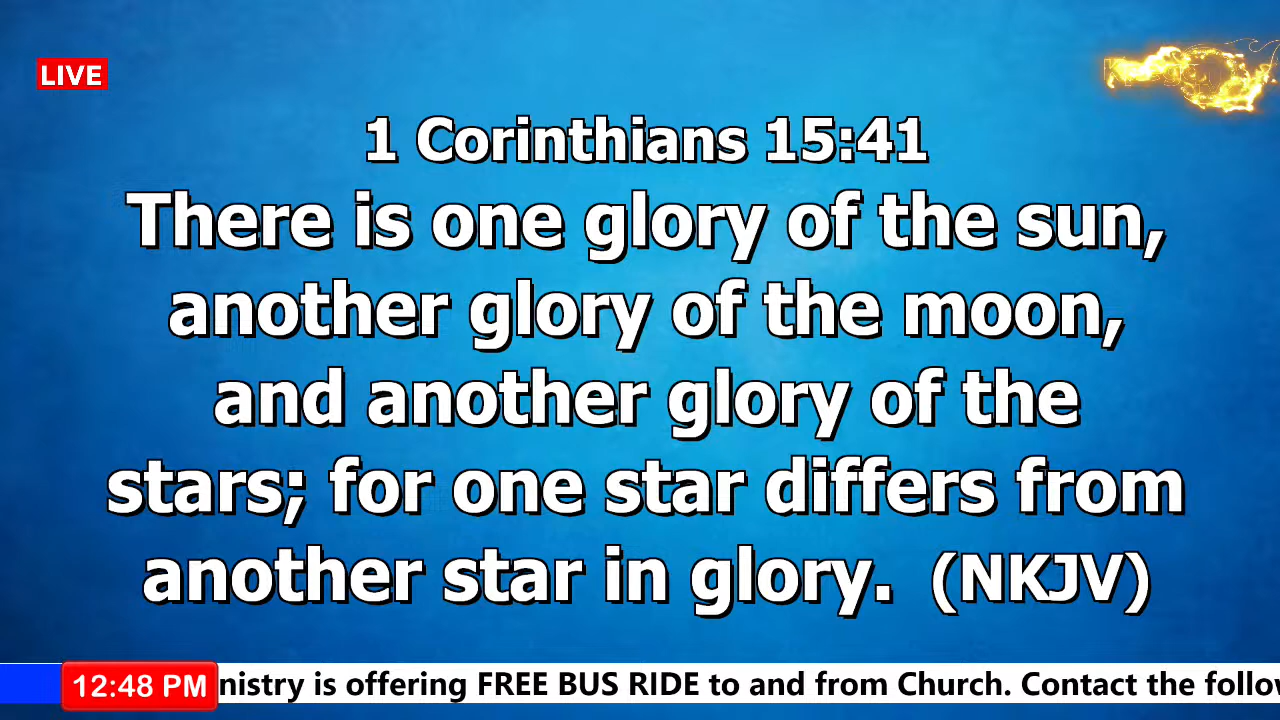 LIVE
1 Corinthians 15:41
There is one glory of the sun,
another glory of the moon,
and another glory of the
stars; for one star differs from
another star in glory. (NKJV)
12:48 PM nistry is offering FREE BUS RIDE to and from Church. Contact the follow